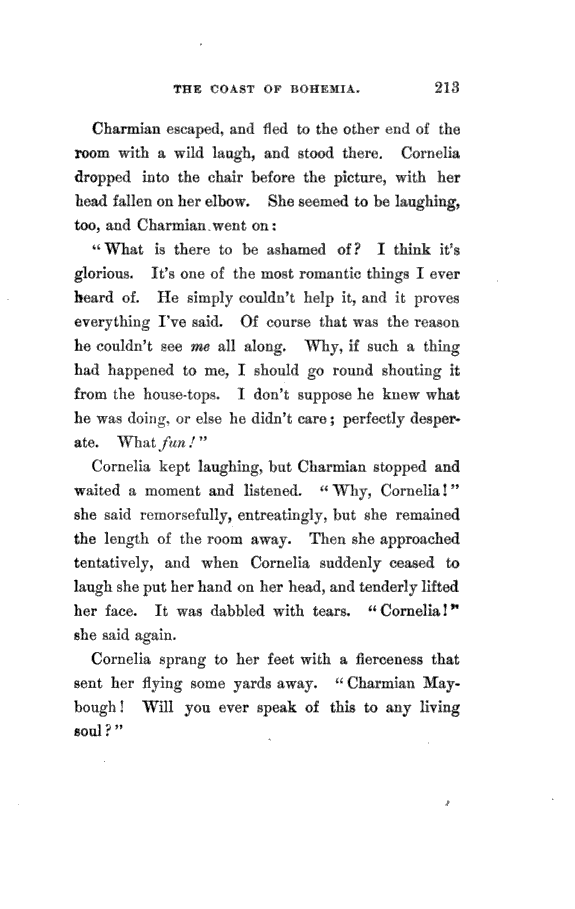 THE COAST OF BOHEMIA. 213
Charmian escaped, and fled to the other end of the
room with a wild laugh, and stood there. Cornelia
dropped into the chair before the picture, with her
head fallen on her elbow. She seemed to be laughing,
too, and Charmian went on:
“What is there to be ashamed of? I think it's
glorious. It's one of the most romantic things I ever
heard of. He simply couldn't help it, and it proves
everything I've said. Of course that was the reason
he couldn't see me all along. Why, if such a thing
had happened to me, I should go round shouting it
from the house-tops. I don't suppose he knew what
he was doing, or else he didn't care; perfectly desper-
ate. What fun!”
Cornelia kept laughing, but Charmian stopped and
waited a moment and listened. “Why, Cornelia!”
she said remorsefully, entreatingly, but she remained
the length of the room away. Then she approached
tentatively, and when Cornelia suddenly ceased to
laugh she put her hand on her head, and tenderly lifted
her face. It was dabbled with tears. “Cornelia!”
she said again.
Cornelia sprang to her feet with a fierceness that
sent her flying some yards away. “Charmian May-
bough! Will you ever speak of this to any living
soul?”